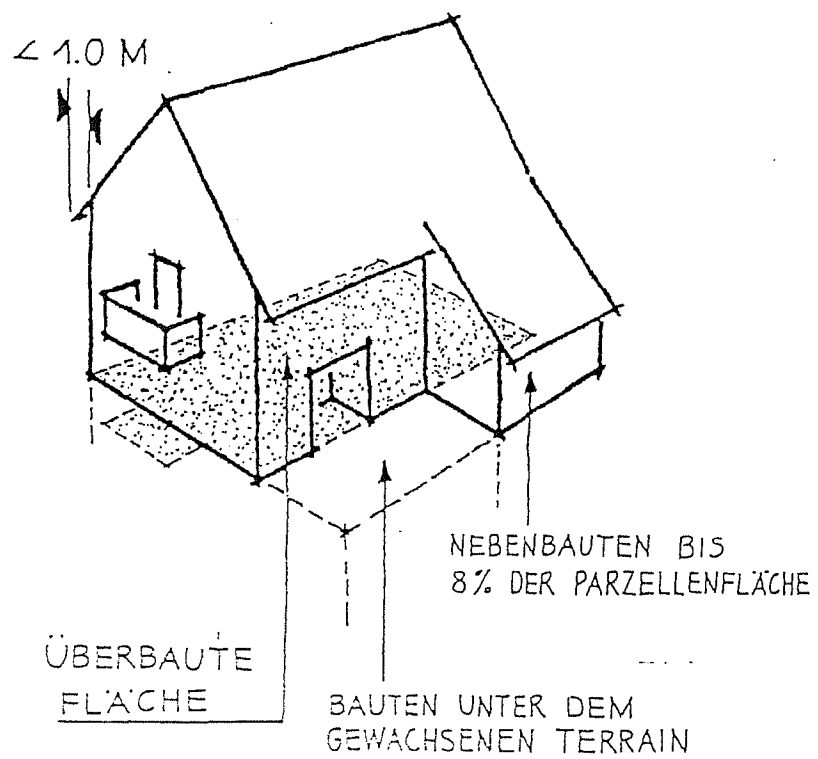 ∠ 1.0 M
NEBENBAUTEN BIS
8% DER PARZELLENFLÄCHE
ÜBERBAUTE
FLÄCHE
BAUTEN UNTER DEM
GEWACHSENEN TERRAIN